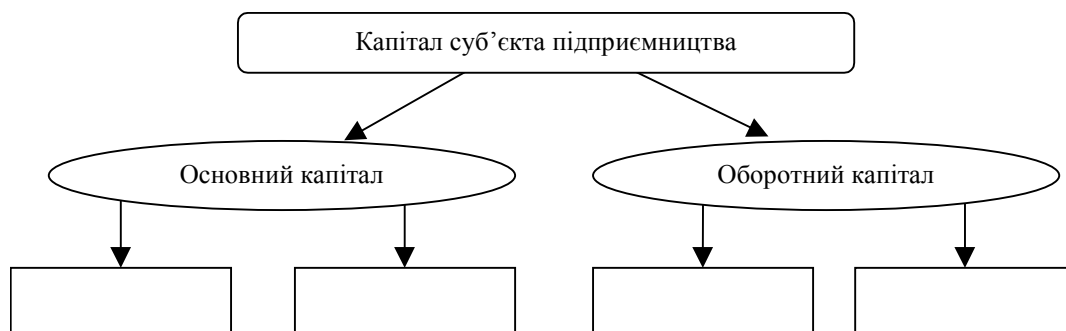 Капітал суб’єкта підприємництва
Основний капітал
Оборотний капітал